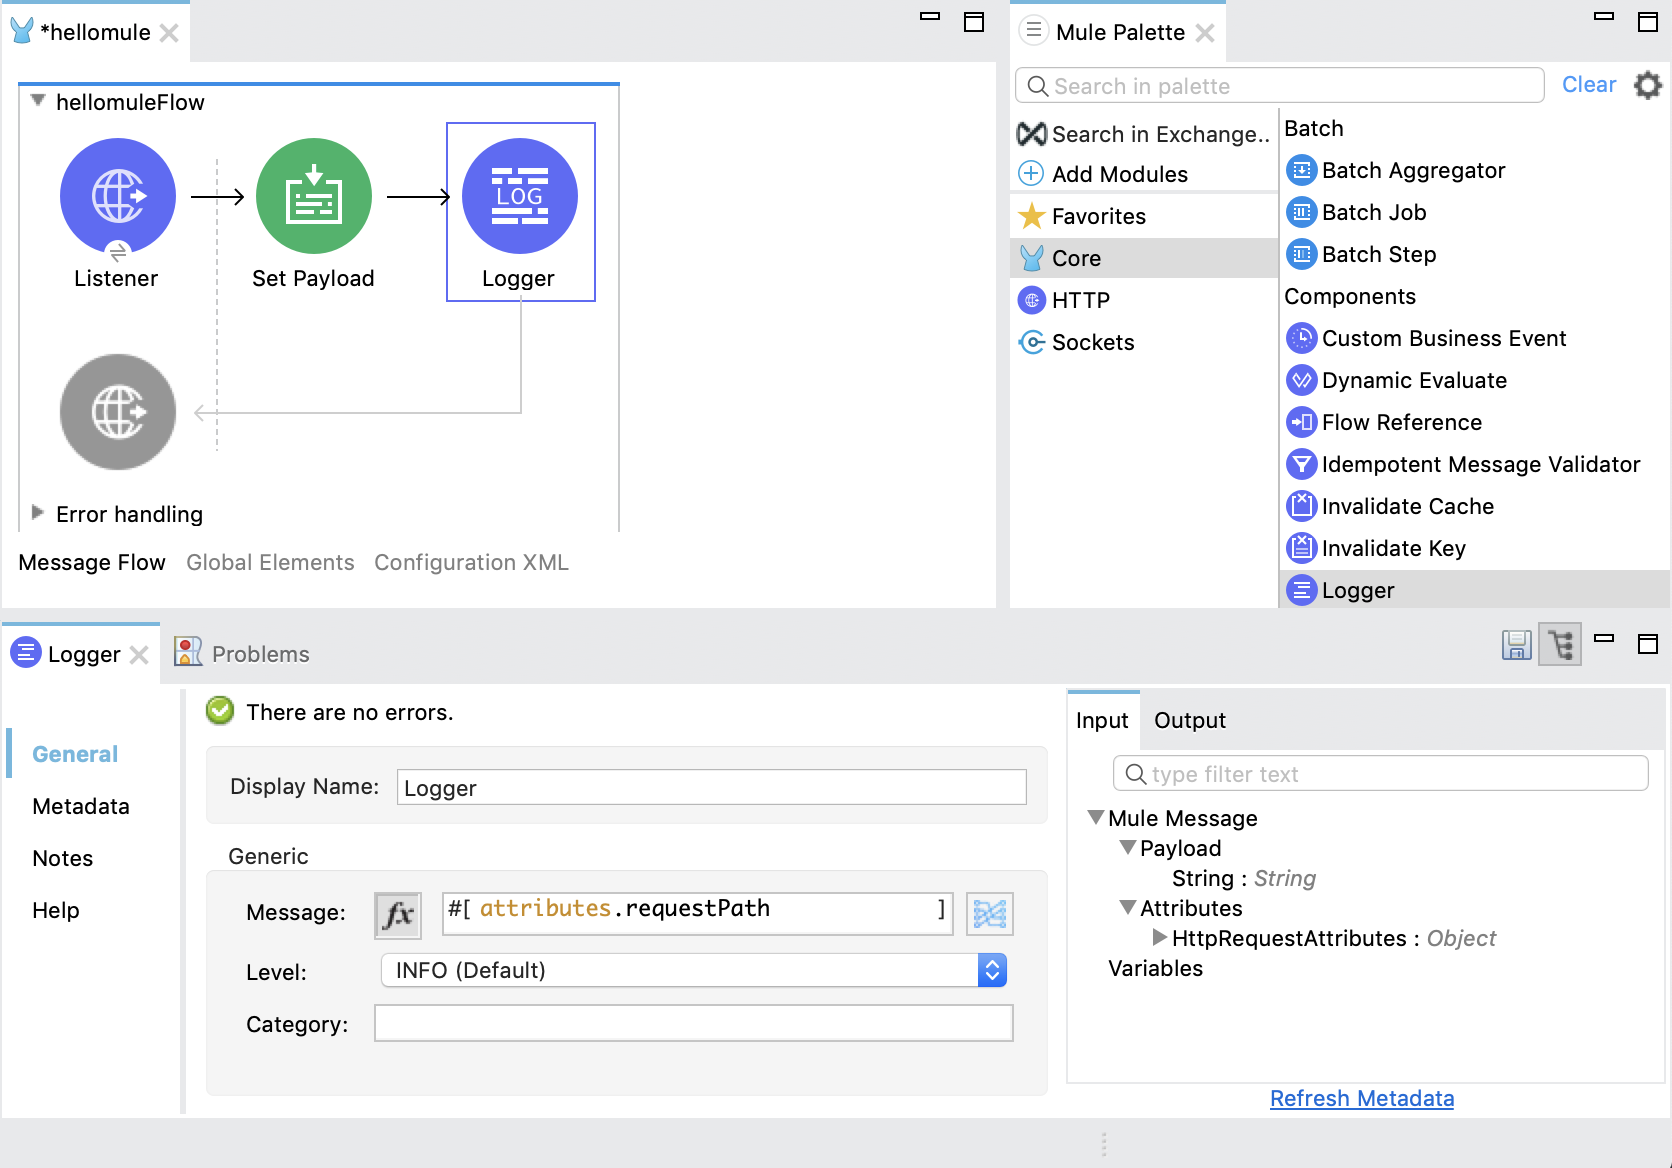 *hellomule
hellomuleFlow
Listener
Set Payload
LOG
Logger
Error handling
Message Flow
Global Elements
Configuration XML
Mule Palette
Search in palette
Clear
Search in Exchange..
Add Modules
Favorites
Core
HTTP
Sockets
Batch
Batch Aggregator
Batch Job
Batch Step
Components
Custom Business Event
Dynamic Evaluate
Flow Reference
Idempotent Message Validator
Invalidate Cache
Invalidate Key
Logger
Logger
Problems
General
Metadata
Notes
Help
There are no errors.
Display Name: Logger
Generic
Message: fx #[ attributes.requestPath ]
Level: INFO (Default)
Category:
Input
Output
type filter text
Mule Message
Payload
String : String
Attributes
HttpRequestAttributes : Object
Variables
Refresh Metadata